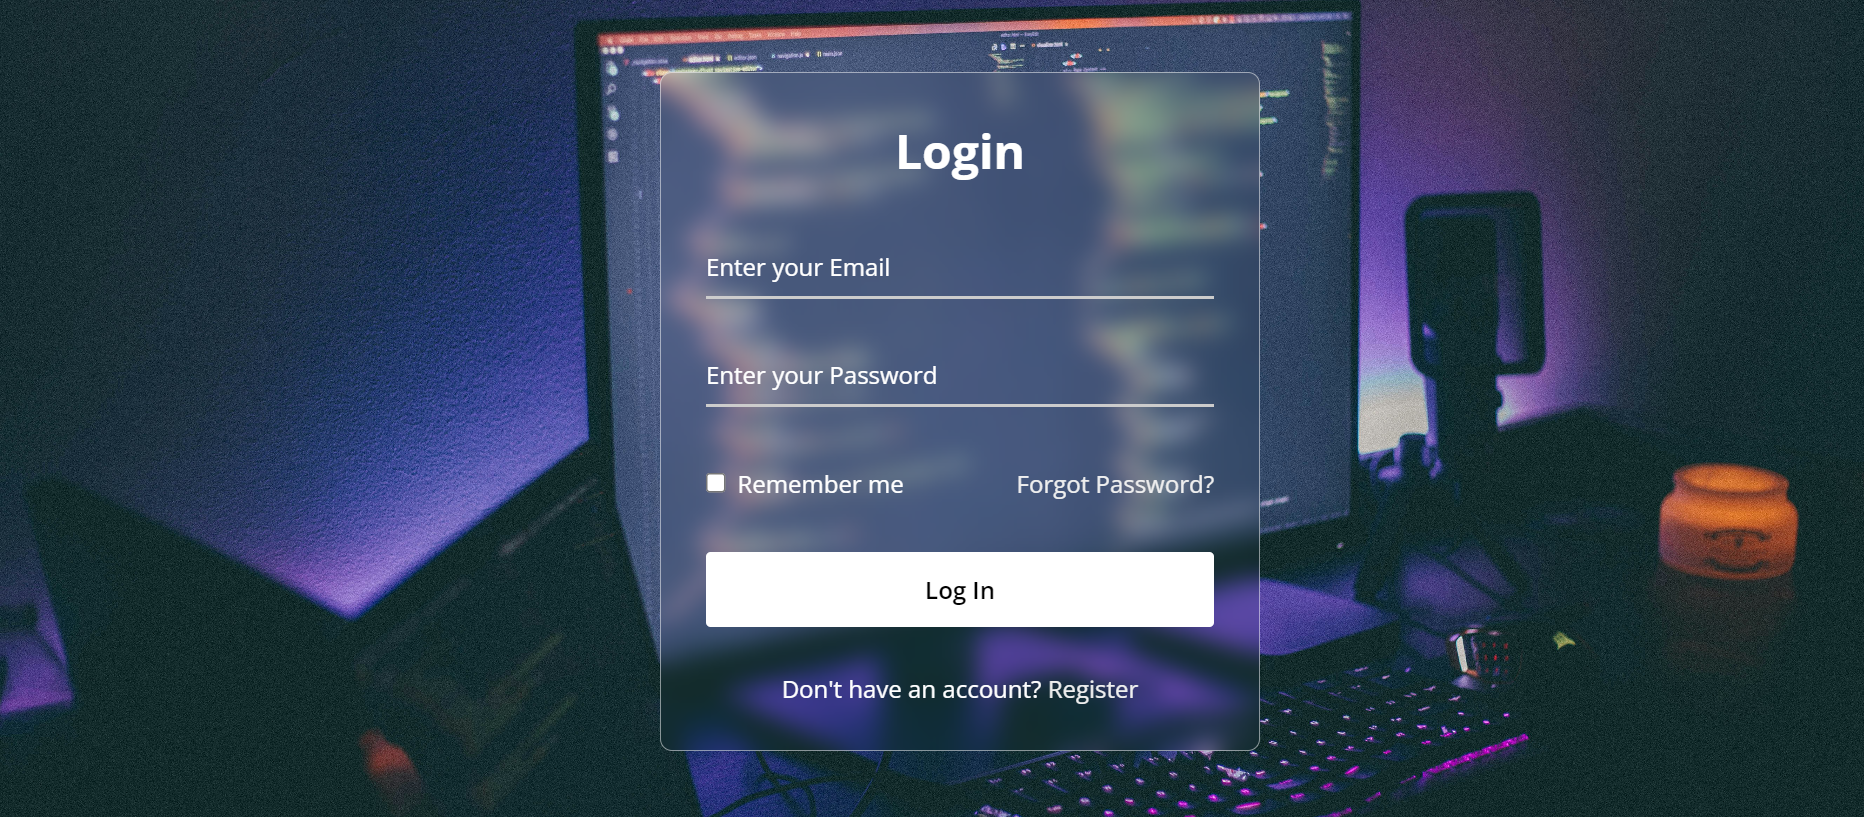 Login
Enter your Email
Enter your Password
Remember me
Forgot Password?
Log In
Don't have an account? Register